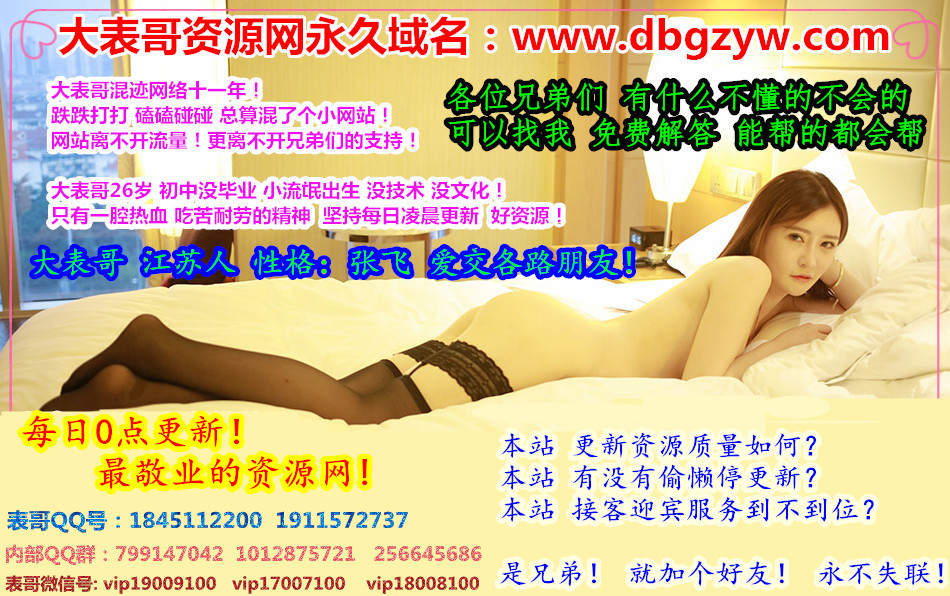 大表哥资源网永久域名：www.dbgzyw.com
大表哥混迹网络十一年！
跌跌打打 磕磕碰碰 总算混了个小网站！
网站离不开流量！更离不开兄弟们的支持！
各位兄弟们 有什么不懂的不会的
可以找我 免费解答 能帮的都会帮
大表哥26岁 初中没毕业 小流氓出生 没技术 没文化！
只有一腔热血 吃苦耐劳的精神 坚持每日凌晨更新 好资源！
大表哥 江苏人 性格：张飞 爱交各路朋友！
每日0点更新！
最敬业的资源网！
表哥QQ号：1845112200 1911572737
内部QQ群：799147042 1012875721 256645686
表哥微信号: vip19009100 vip17007100 vip18008100
本站 更新资源质量如何？
本站 有没有偷懒停更新？
本站 接客迎宾服务到不到位？
是兄弟！ 就加个好友！ 永不失联！